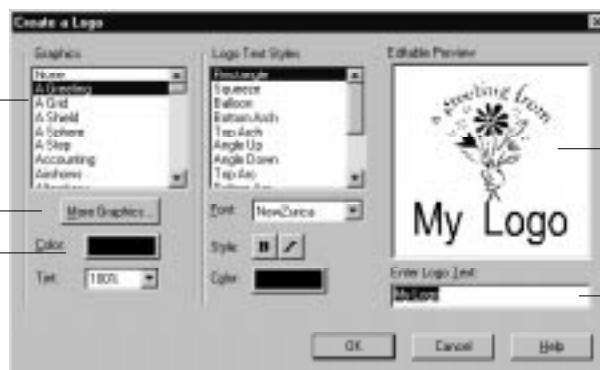 Create a Logo
Graphics
None
A Greeting
A Grid
A Shield
A Sphere
A Step
Accounting
Airshows
More Graphics...
Color:
Tint: 100%
Logo Text Styles
Rectangle
Squeeze
Balloon
Bottom Arch
Top Arch
Angle Up
Angle Down
Top Arc
Font: NewZurica
Style: B I
Color:
Editable Preview
a greeting from
My Logo
Enter Logo Text:
My Logo
OK
Cancel
Help